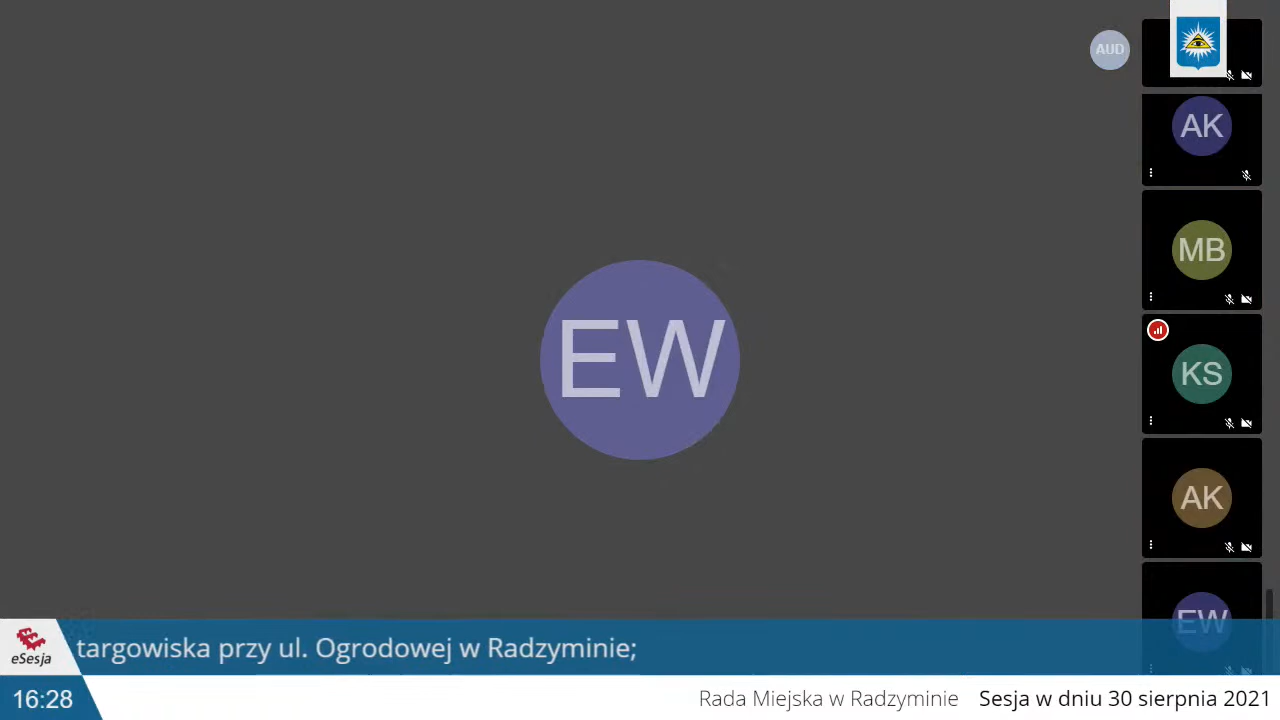 AUD
AK
MB
KS
AK
EW
EW
eSesja
targowiska przy ul. Ogrodowej w Radzyminie;
16:28
Rada Miejska w Radzyminie Sesja w dniu 30 sierpnia 2021